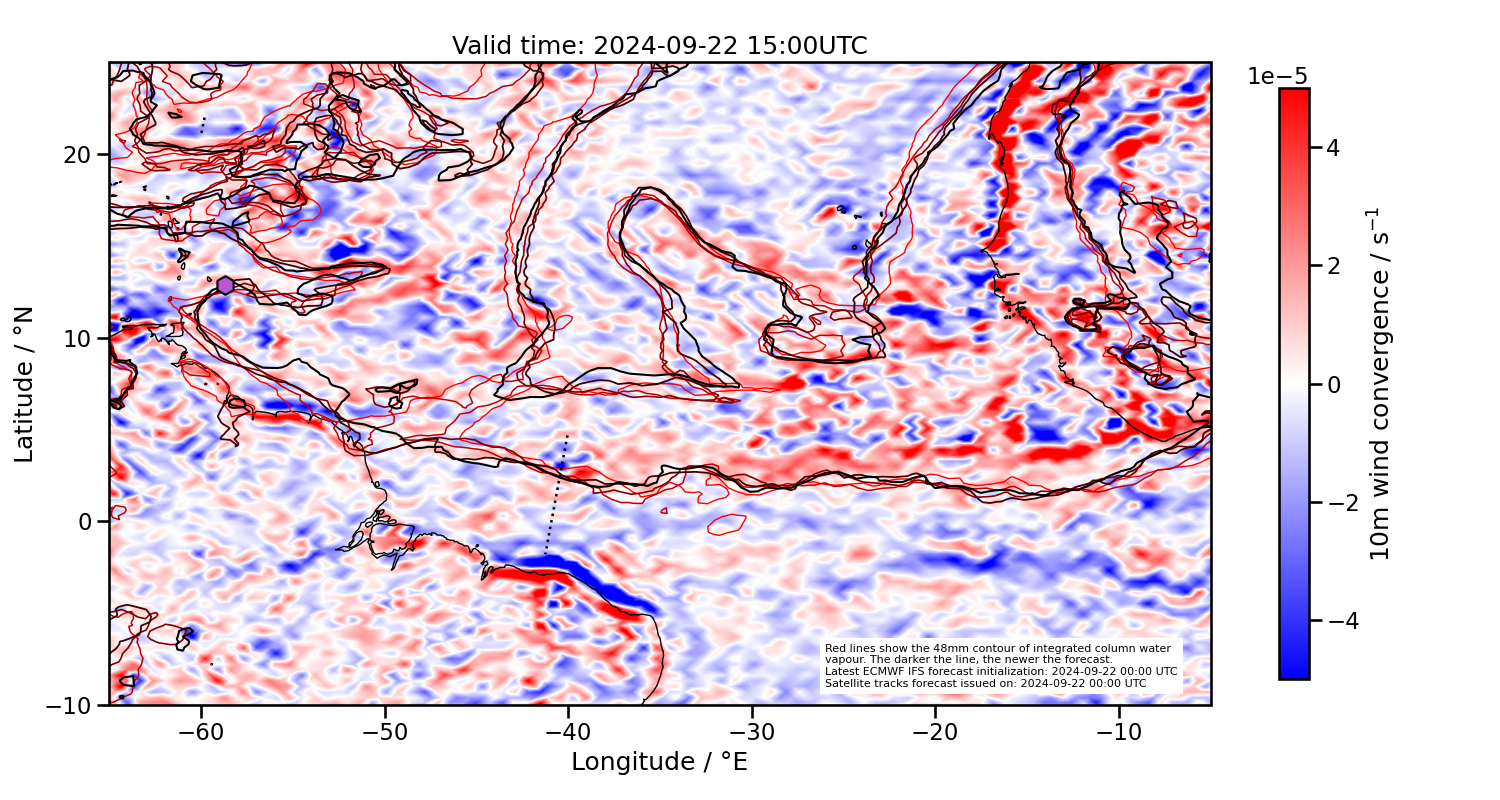 Valid time: 2024-09-22 15:00UTC
1e−5
20
10
0
−10
Latitude / °N
−60
−50
−40
−30
−20
−10
Longitude / °E
4
2
0
−2
−4
10m wind convergence / s⁻¹
Red lines show the 48mm contour of integrated column water
vapour. The darker the line, the newer the forecast.
Latest ECMWF IFS forecast initialization: 2024-09-22 00:00 UTC
Satellite tracks forecast issued on: 2024-09-22 00:00 UTC